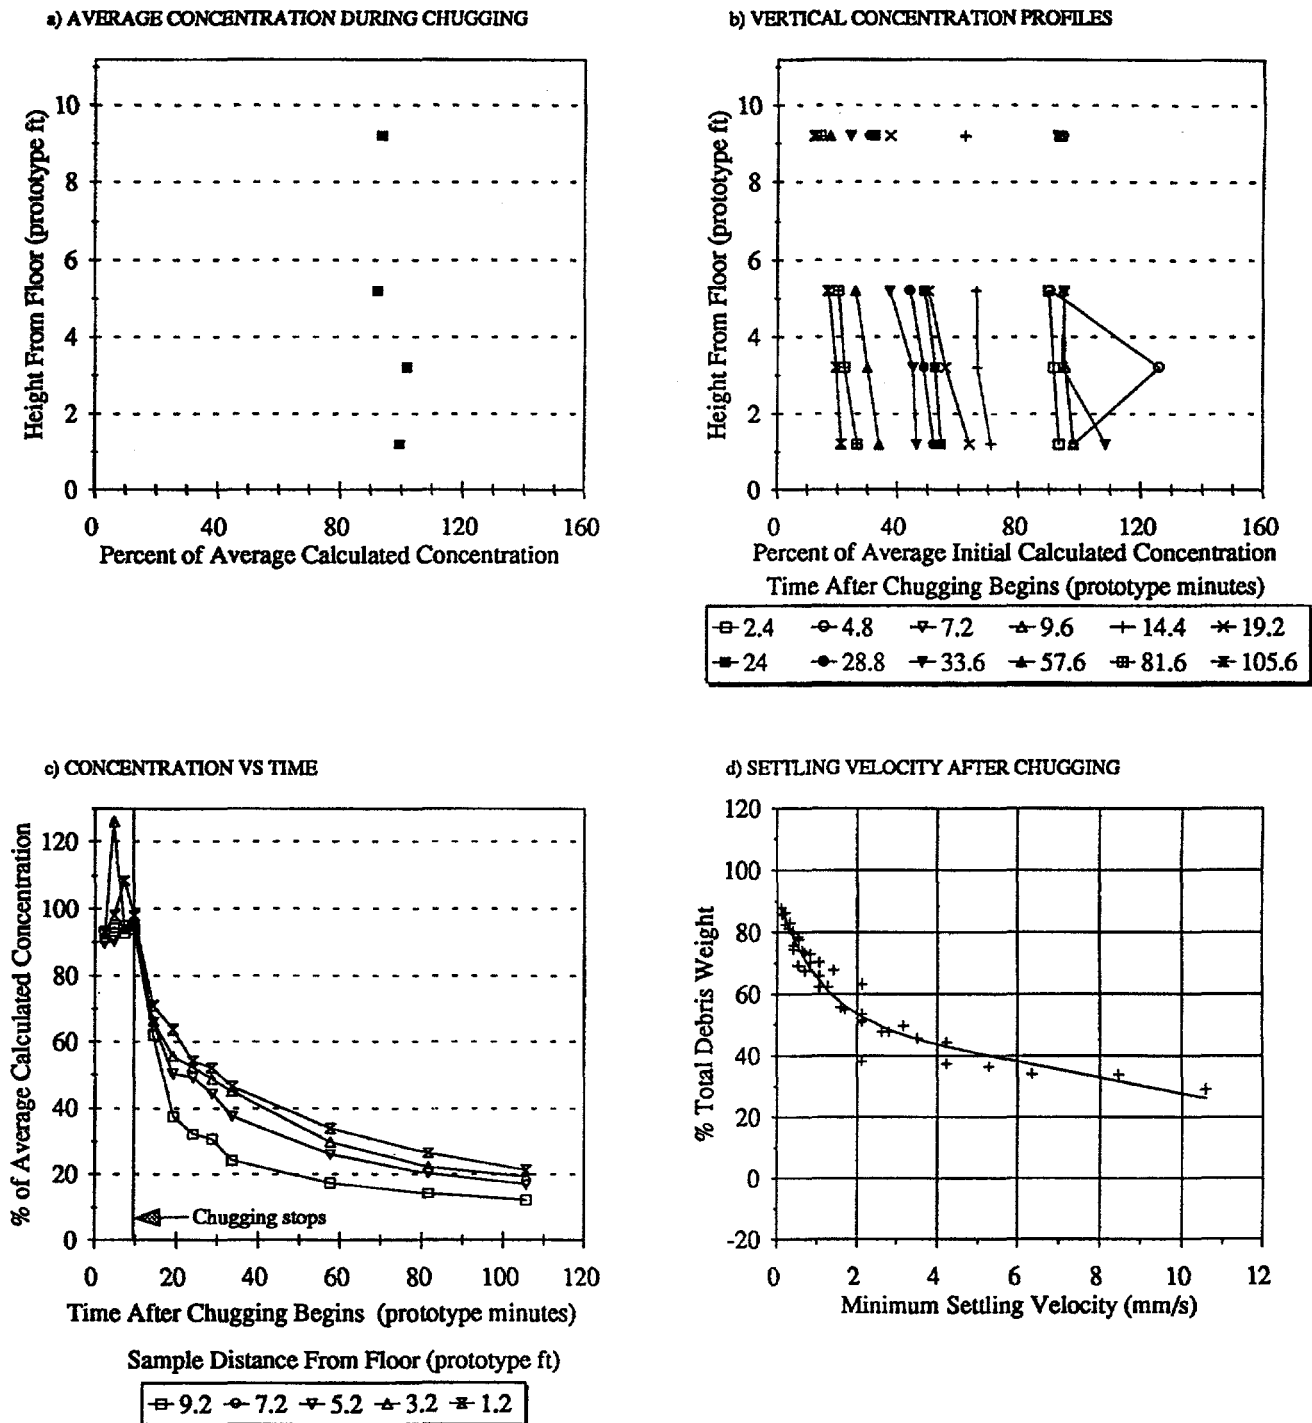 a) AVERAGE CONCENTRATION DURING CHUGGING
10
8
6
4
2
0
Height From Floor (prototype ft)
0 40 80 120 160
Percent of Average Calculated Concentration
b) VERTICAL CONCENTRATION PROFILES
10
8
6
4
2
0
Height From Floor (prototype ft)
0 40 80 120 160
Percent of Average Initial Calculated Concentration
Time After Chugging Begins (prototype minutes)
2.4 4.8 7.2 9.6 14.4 19.2
24 28.8 33.6 57.6 81.6 105.6
c) CONCENTRATION VS TIME
120
100
80
60
40
20
0
% of Average Calculated Concentration
Chugging stops
0 20 40 60 80 100 120
Time After Chugging Begins (prototype minutes)
Sample Distance From Floor (prototype ft)
9.2 7.2 5.2 3.2 1.2
d) SETTLING VELOCITY AFTER CHUGGING
120
100
80
60
40
20
0
-20
% Total Debris Weight
0 2 4 6 8 10 12
Minimum Settling Velocity (mm/s)